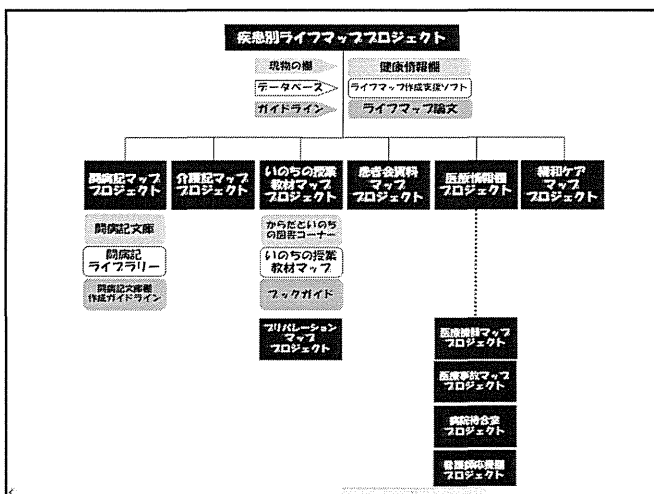 疾患別ライフマッププロジェクト
現物の棚
健康情報棚
データベース
ライフマップ作成支援ソフト
ガイドライン
ライフマップ論文
闘病記マップ
プロジェクト
介護記マップ
プロジェクト
いのちの授業
教材マップ
プロジェクト
患者会資料
マップ
プロジェクト
医療情報棚
プロジェクト
緩和ケア
マップ
プロジェクト
闘病記文庫
闘病記
ライブラリー
闘病記文庫棚
作成ガイドライン
からだといのち
の図書コーナー
いのちの授業
教材マップ
ブックガイド
プリパレーション
マップ
プロジェクト
医療機関マップ
プロジェクト
医療事故マップ
プロジェクト
病院待合室
プロジェクト
看護師応援棚
プロジェクト